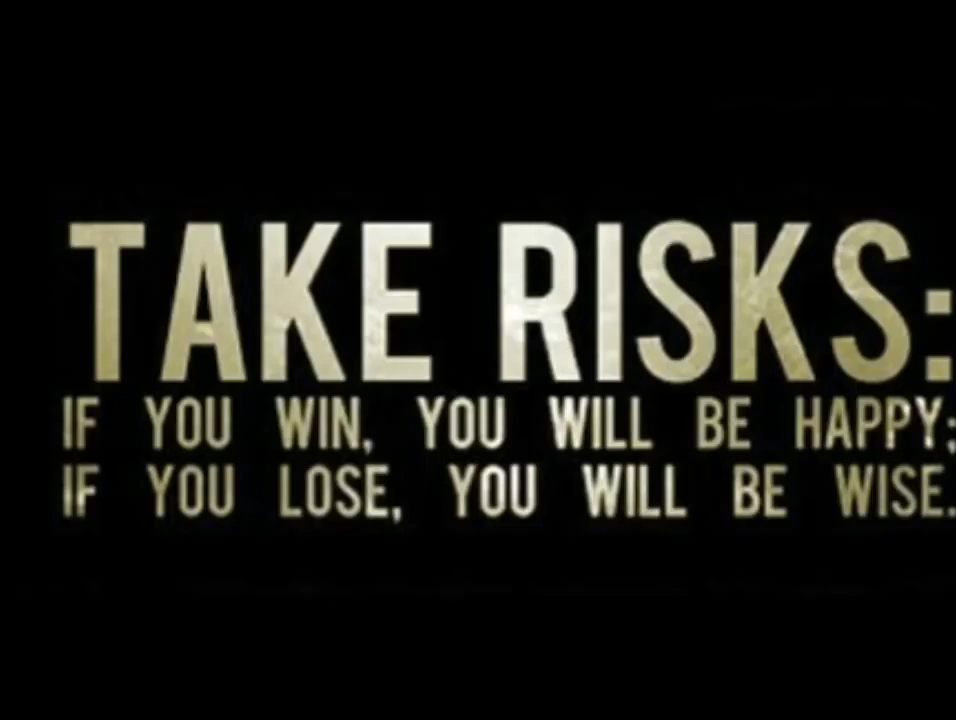 TAKE RISKS:
IF YOU WIN, YOU WILL BE HAPPY;
IF YOU LOSE, YOU WILL BE WISE.